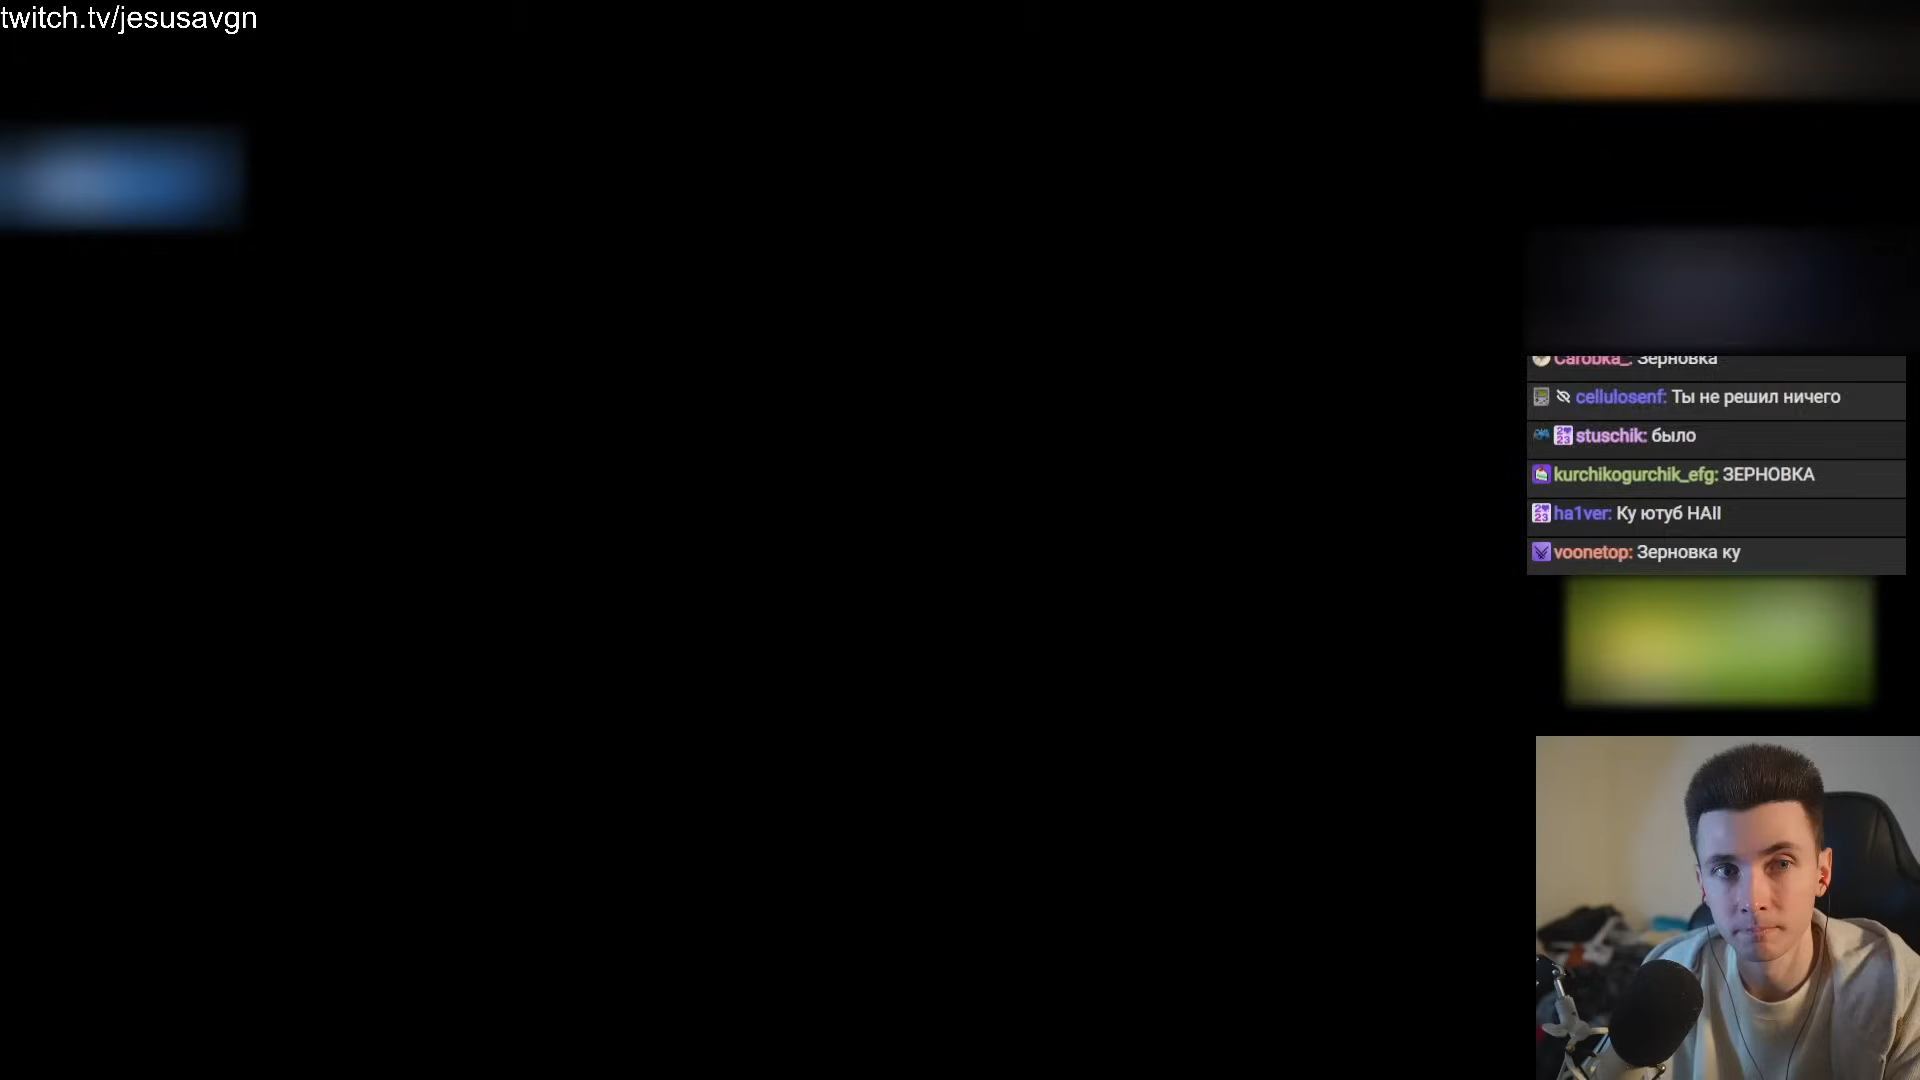 twitch.tv/jesusavgn
Carobka_: Зерновка
cellulosenf: Ты не решил ничего
stuschik: было
kurchikogurchik_efg: ЗЕРНОВКА
ha1ver: Ку ютуб HAII
voonetop: Зерновка ку